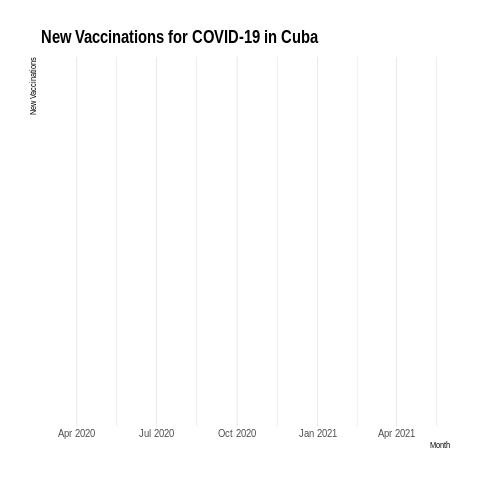 New Vaccinations for COVID-19 in Cuba
New Vaccinations
Apr 2020 Jul 2020 Oct 2020 Jan 2021 Apr 2021
Month